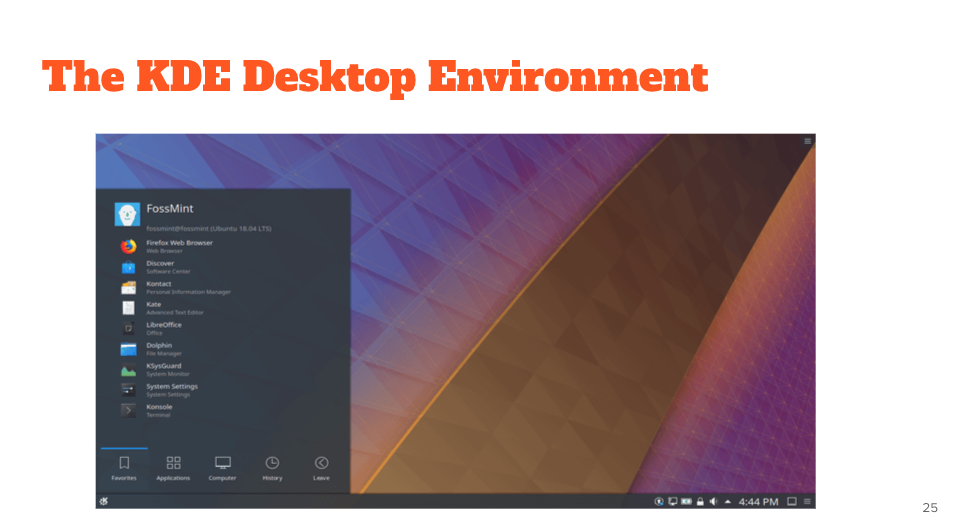 The KDE Desktop Environment
FossMint
fossmint@fossmint (Ubuntu 18.04 LTS)
Firefox Web Browser
Web Browser
Discover
Software Center
Kontact
Personal Information Manager
Kate
Advanced Text Editor
LibreOffice
Office
Dolphin
File Manager
KSysGuard
System Monitor
System Settings
System Settings
Konsole
Terminal
Favorites Applications Computer History Leave
4:44 PM
25